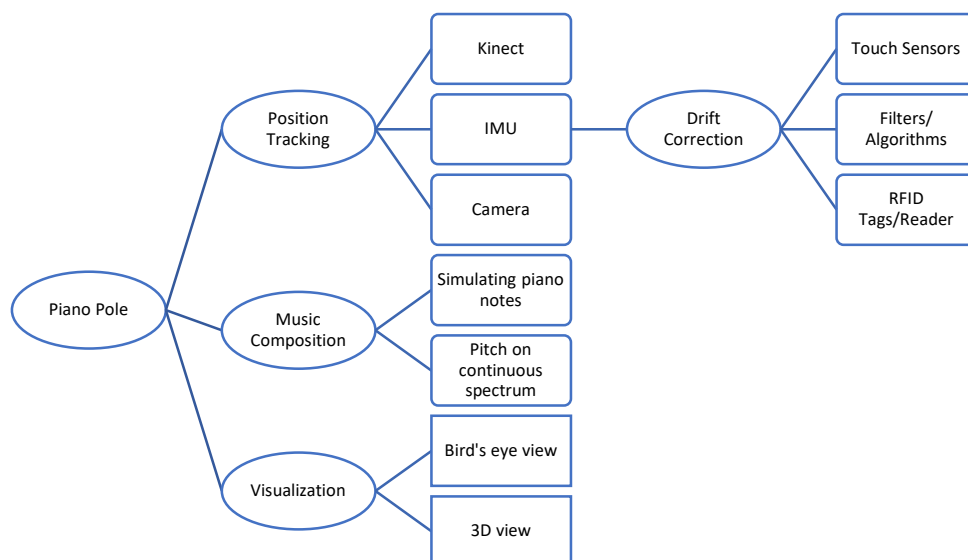 Kinect
Touch Sensors
Position
Tracking
IMU
Drift
Correction
Filters/
Algorithms
Camera
RFID
Tags/Reader
Piano Pole
Simulating piano
notes
Music
Composition
Pitch on
continuous
spectrum
Bird's eye view
Visualization
3D view